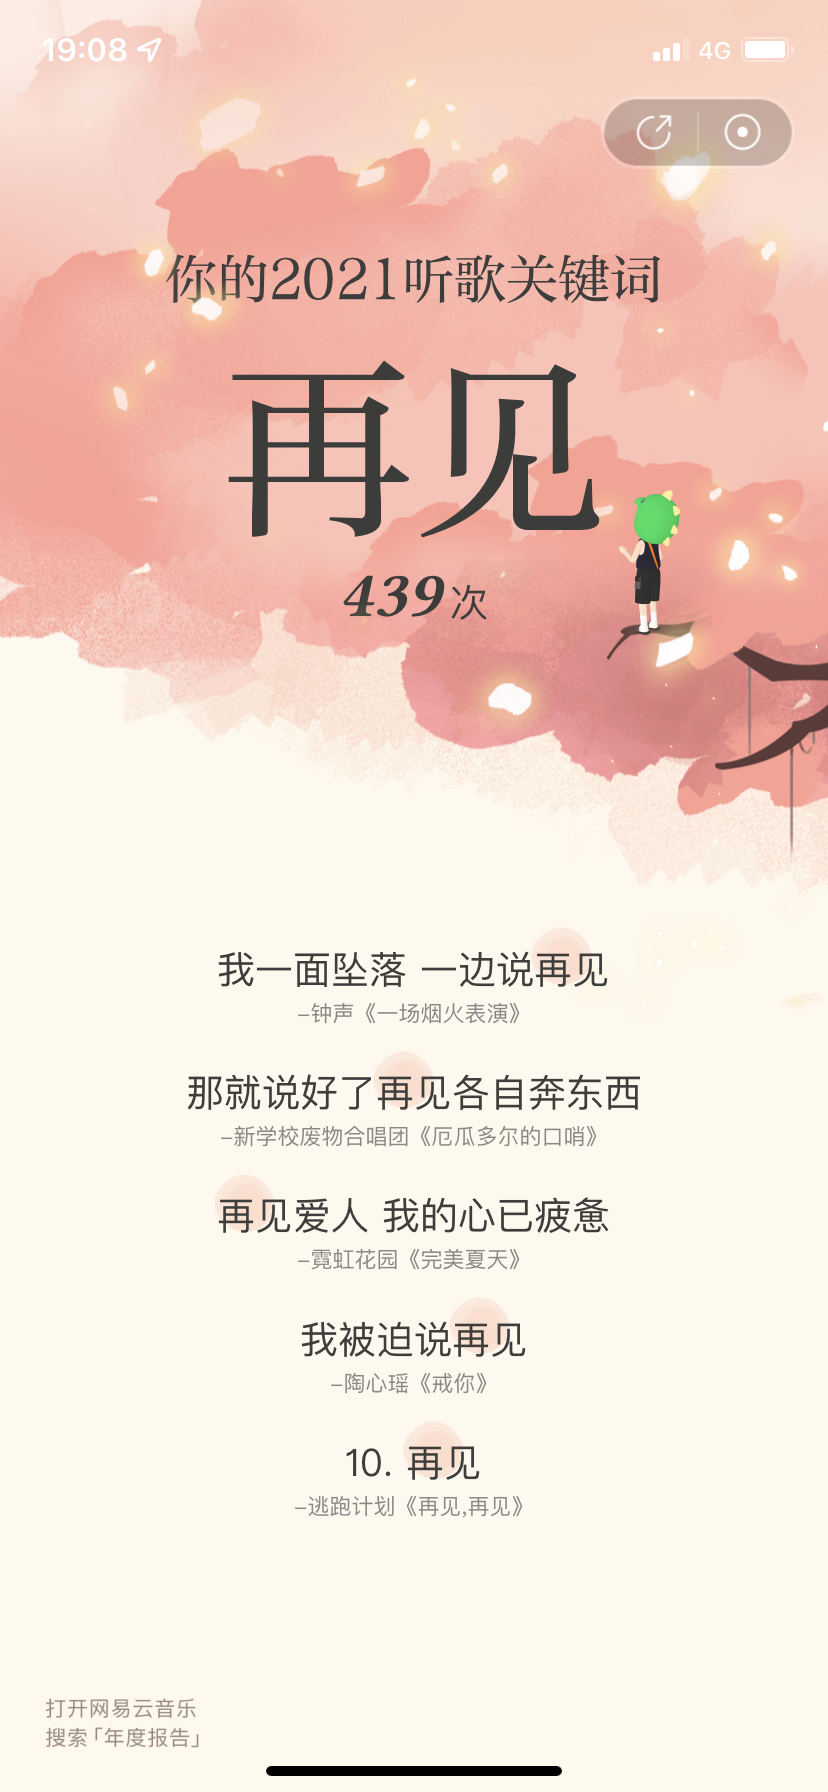 19:08 4G
你的2021听歌关键词
再见
439次
我一面坠落 一边说再见
–钟声《一场烟火表演》
那就说好了再见各自奔东西
–新学校废物合唱团《厄瓜多尔的口哨》
再见爱人 我的心已疲惫
–霓虹花园《完美夏天》
我被迫说再见
–陶心瑶《戒你》
10. 再见
–逃跑计划《再见,再见》
打开网易云音乐
搜索「年度报告」